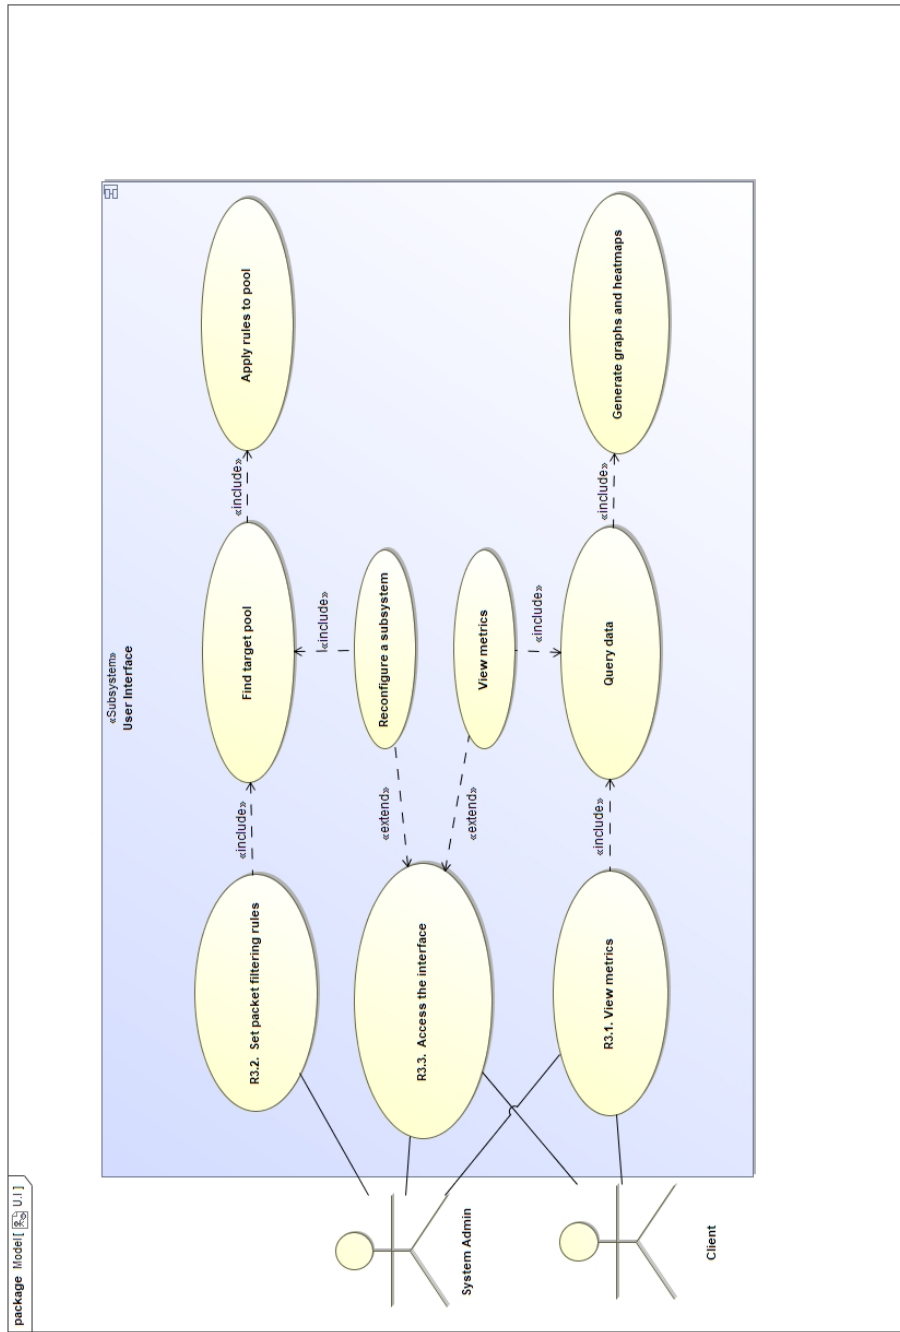 package Model[ U.I ]
«Subsystem»
User Interface
System Admin
Client
R3.2. Set packet filtering rules
«include»
Find target pool
«include»
Apply rules to pool
R3.3. Access the interface
«extend»
Reconfigure a subsystem
«include»
«extend»
View metrics
«include»
R3.1. View metrics
«include»
Query data
«include»
Generate graphs and heatmaps